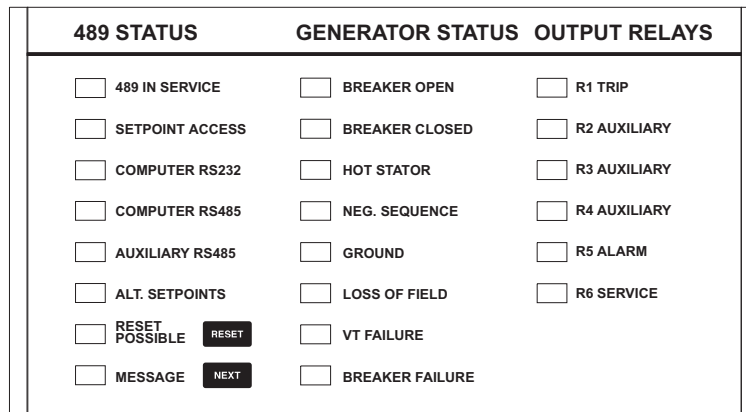 489 STATUS
GENERATOR STATUS
OUTPUT RELAYS
489 IN SERVICE
SETPOINT ACCESS
COMPUTER RS232
COMPUTER RS485
AUXILIARY RS485
ALT. SETPOINTS
RESET
POSSIBLE
RESET
MESSAGE
NEXT
BREAKER OPEN
BREAKER CLOSED
HOT STATOR
NEG. SEQUENCE
GROUND
LOSS OF FIELD
VT FAILURE
BREAKER FAILURE
R1 TRIP
R2 AUXILIARY
R3 AUXILIARY
R4 AUXILIARY
R5 ALARM
R6 SERVICE